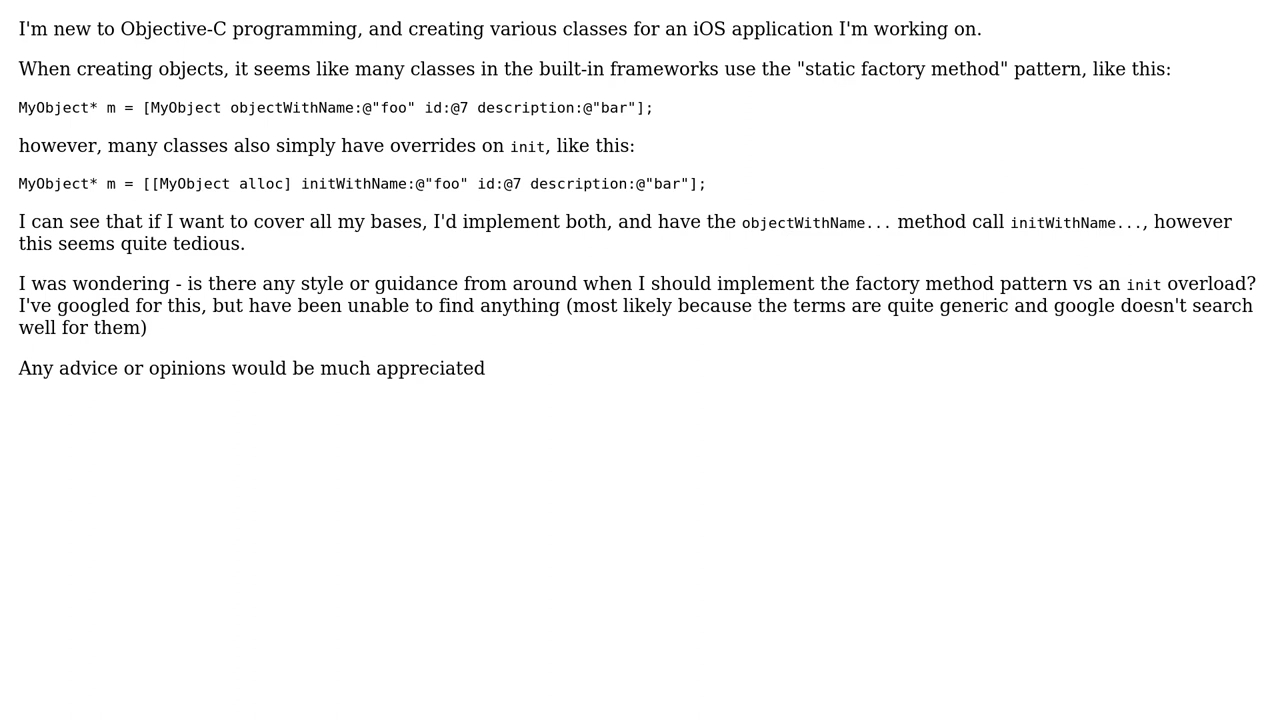 I'm new to Objective-C programming, and creating various classes for an iOS application I'm working on.
When creating objects, it seems like many classes in the built-in frameworks use the "static factory method" pattern, like this:
MyObject* m = [MyObject objectWithName:@"foo" id:@7 description:@"bar"];
however, many classes also simply have overrides on init, like this:
MyObject* m = [[MyObject alloc] initWithName:@"foo" id:@7 description:@"bar"];
I can see that if I want to cover all my bases, I'd implement both, and have the objectWithName... method call initWithName..., however
this seems quite tedious.
I was wondering - is there any style or guidance from around when I should implement the factory method pattern vs an init overload?
I've googled for this, but have been unable to find anything (most likely because the terms are quite generic and google doesn't search
well for them)
Any advice or opinions would be much appreciated